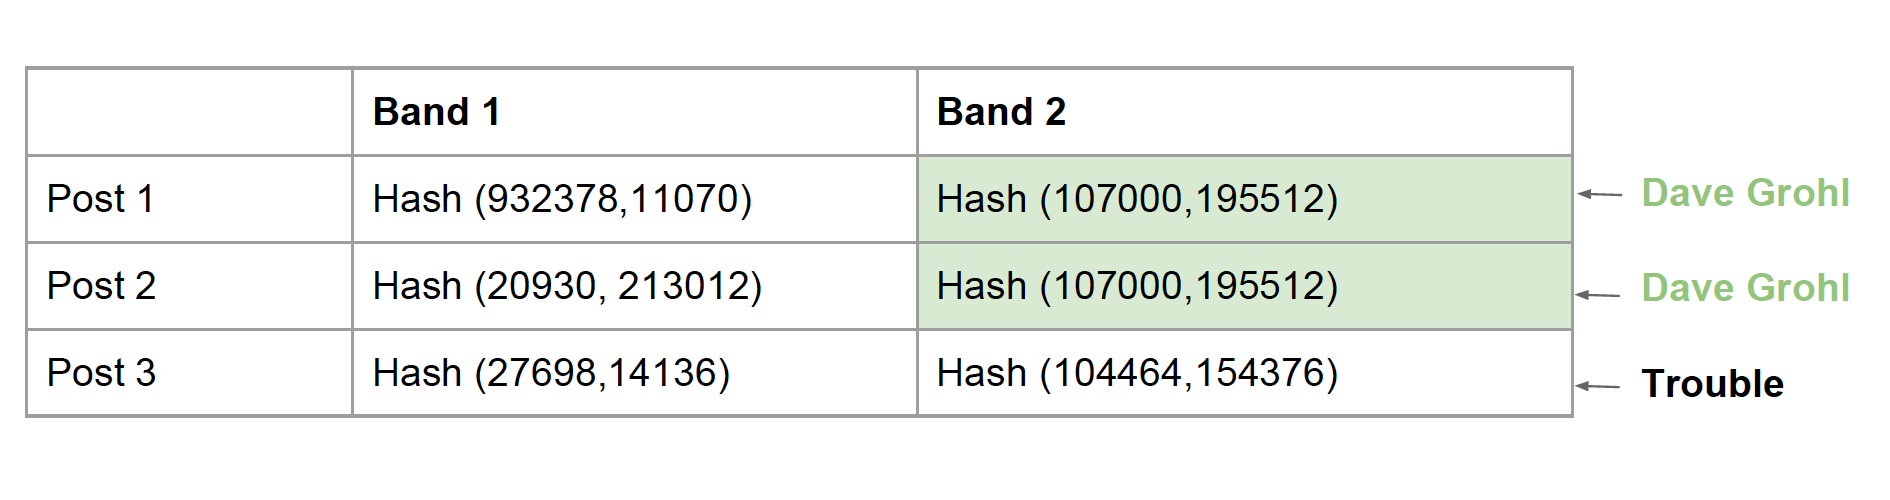 Band 1 Band 2
Post 1 Hash (932378,11070) Hash (107000,195512) Dave Grohl
Post 2 Hash (20930, 213012) Hash (107000,195512) Dave Grohl
Post 3 Hash (27698,14136) Hash (104464,154376) Trouble